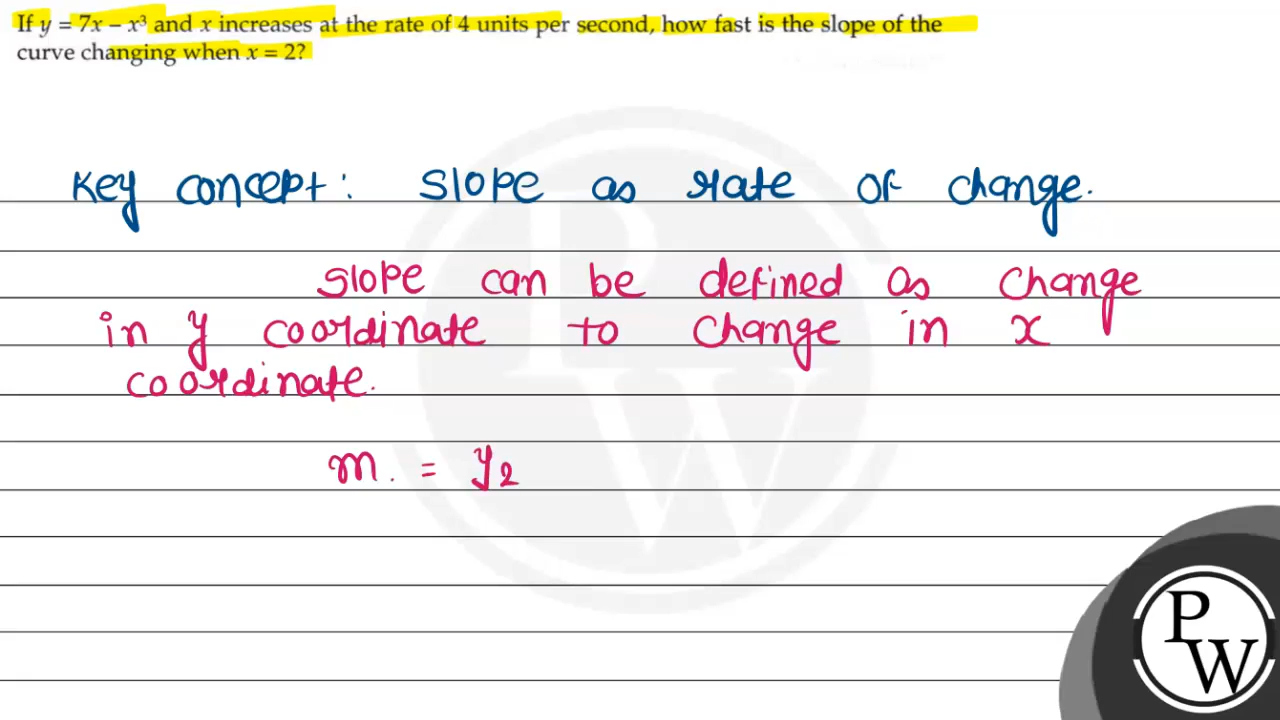 If y = 7x – x³ and x increases at the rate of 4 units per second, how fast is the slope of the
curve changing when x = 2?
Key concept: Slope as rate of change.
Slope can be defined as change
in y coordinate to change in x
coordinate.
m. = y₂
P
W